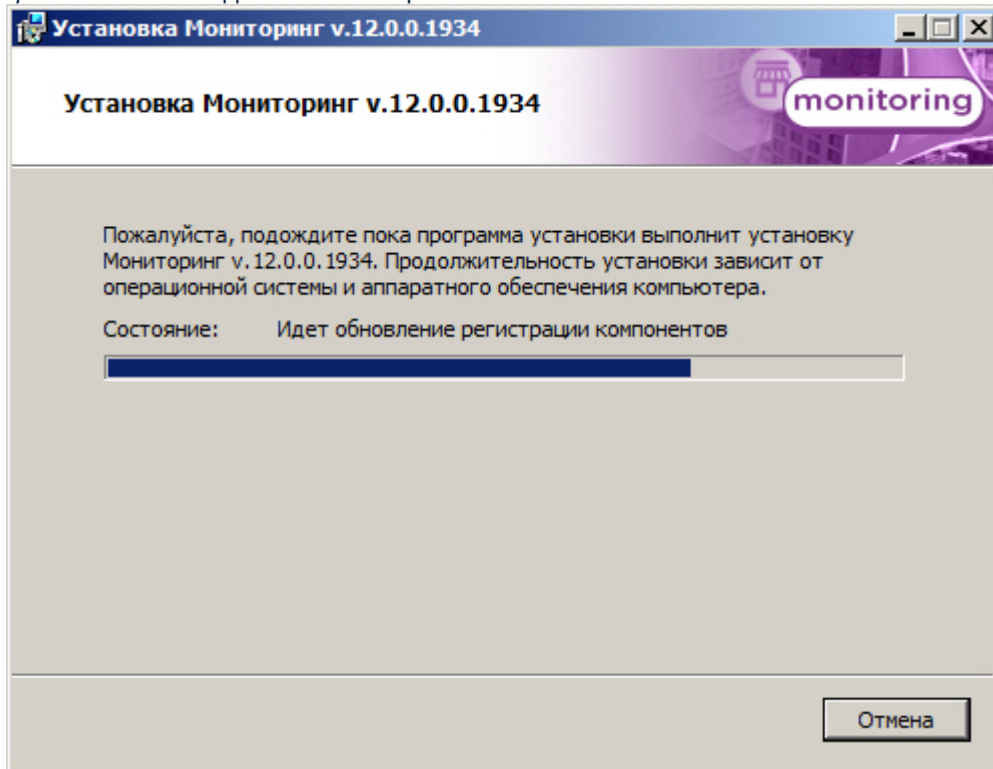 Установка Мониторинг v.12.0.0.1934
Установка Мониторинг v.12.0.0.1934
monitoring
Пожалуйста, подождите пока программа установки выполнит установку
Мониторинг v.12.0.0.1934. Продолжительность установки зависит от
операционной системы и аппаратного обеспечения компьютера.
Состояние: Идет обновление регистрации компонентов
Отмена